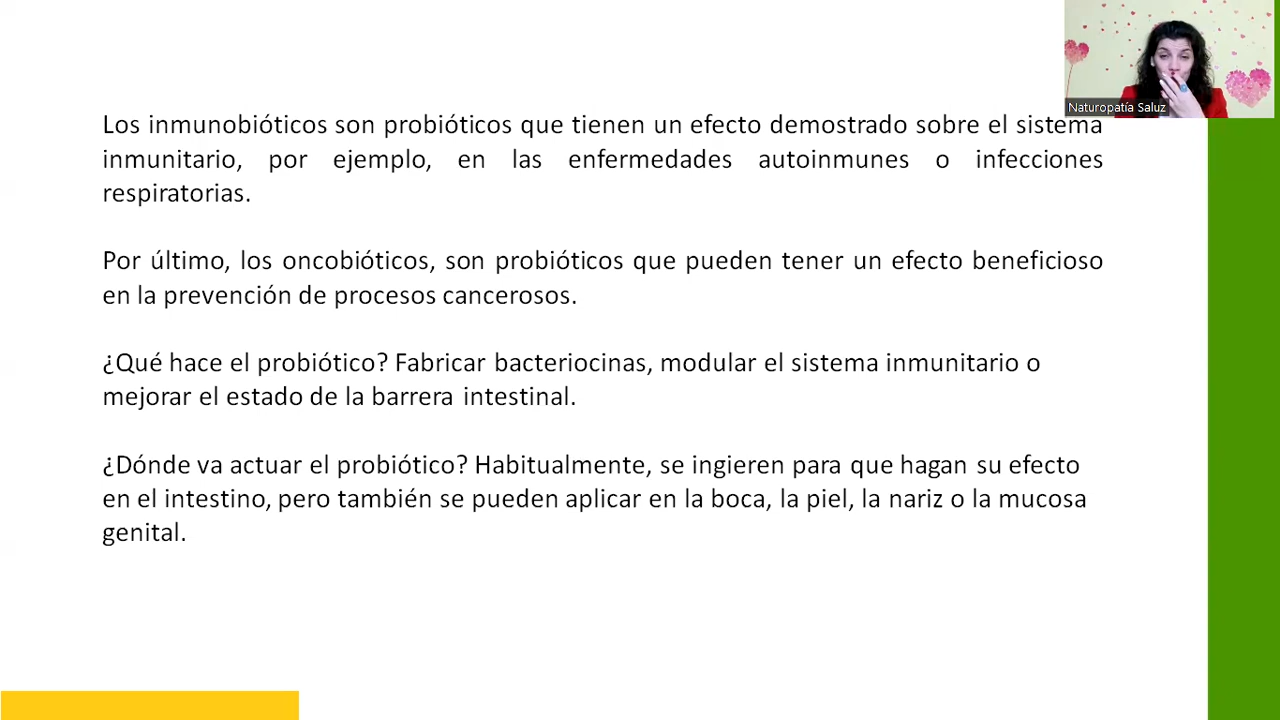 Naturopatía Saluz
Los inmunobióticos son probióticos que tienen un efecto demostrado sobre el sistema
inmunitario, por ejemplo, en las enfermedades autoinmunes o infecciones
respiratorias.
Por último, los oncobióticos, son probióticos que pueden tener un efecto beneficioso
en la prevención de procesos cancerosos.
¿Qué hace el probiótico? Fabricar bacteriocinas, modular el sistema inmunitario o
mejorar el estado de la barrera intestinal.
¿Dónde va actuar el probiótico? Habitualmente, se ingieren para que hagan su efecto
en el intestino, pero también se pueden aplicar en la boca, la piel, la nariz o la mucosa
genital.